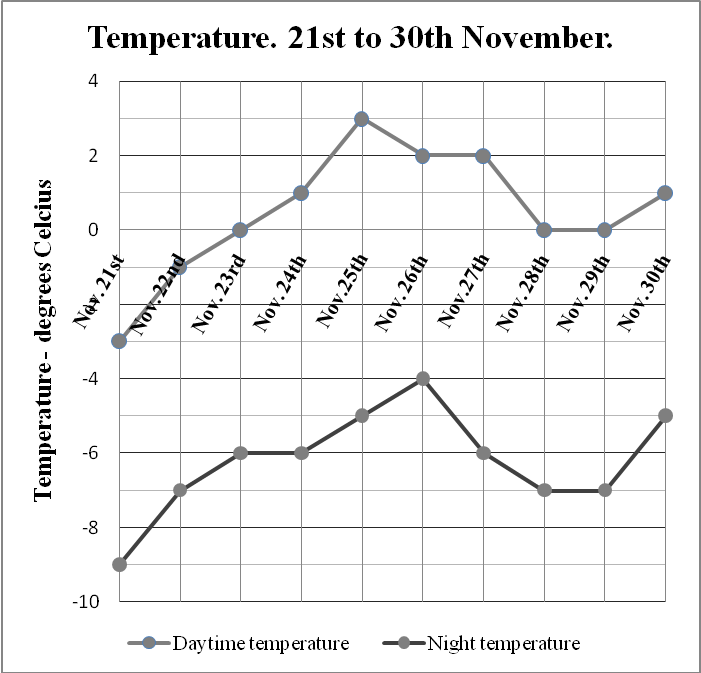 Temperature. 21st to 30th November.
Temperature - degrees Celcius
4
2
0
-4
-6
-8
-10
Nov.21st
Nov.22nd
Nov.23rd
Nov.24th
Nov.25th
Nov.26th
Nov.27th
Nov.28th
Nov.29th
Nov.30th
Daytime temperature
Night temperature